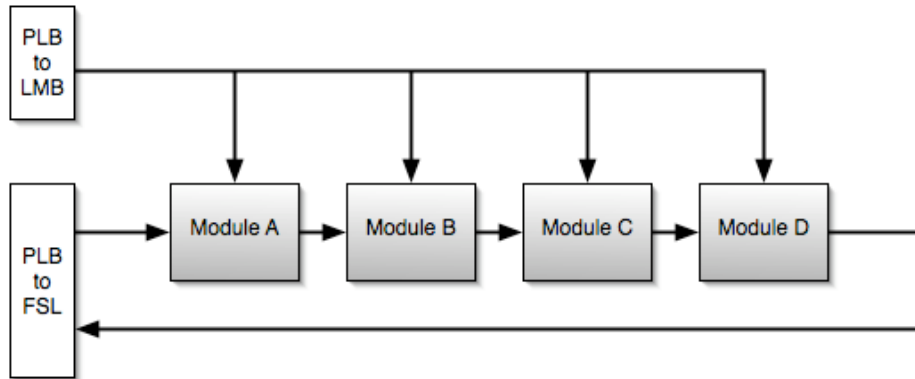 PLB
to
LMB
Module A
Module B
Module C
Module D
PLB
to
FSL